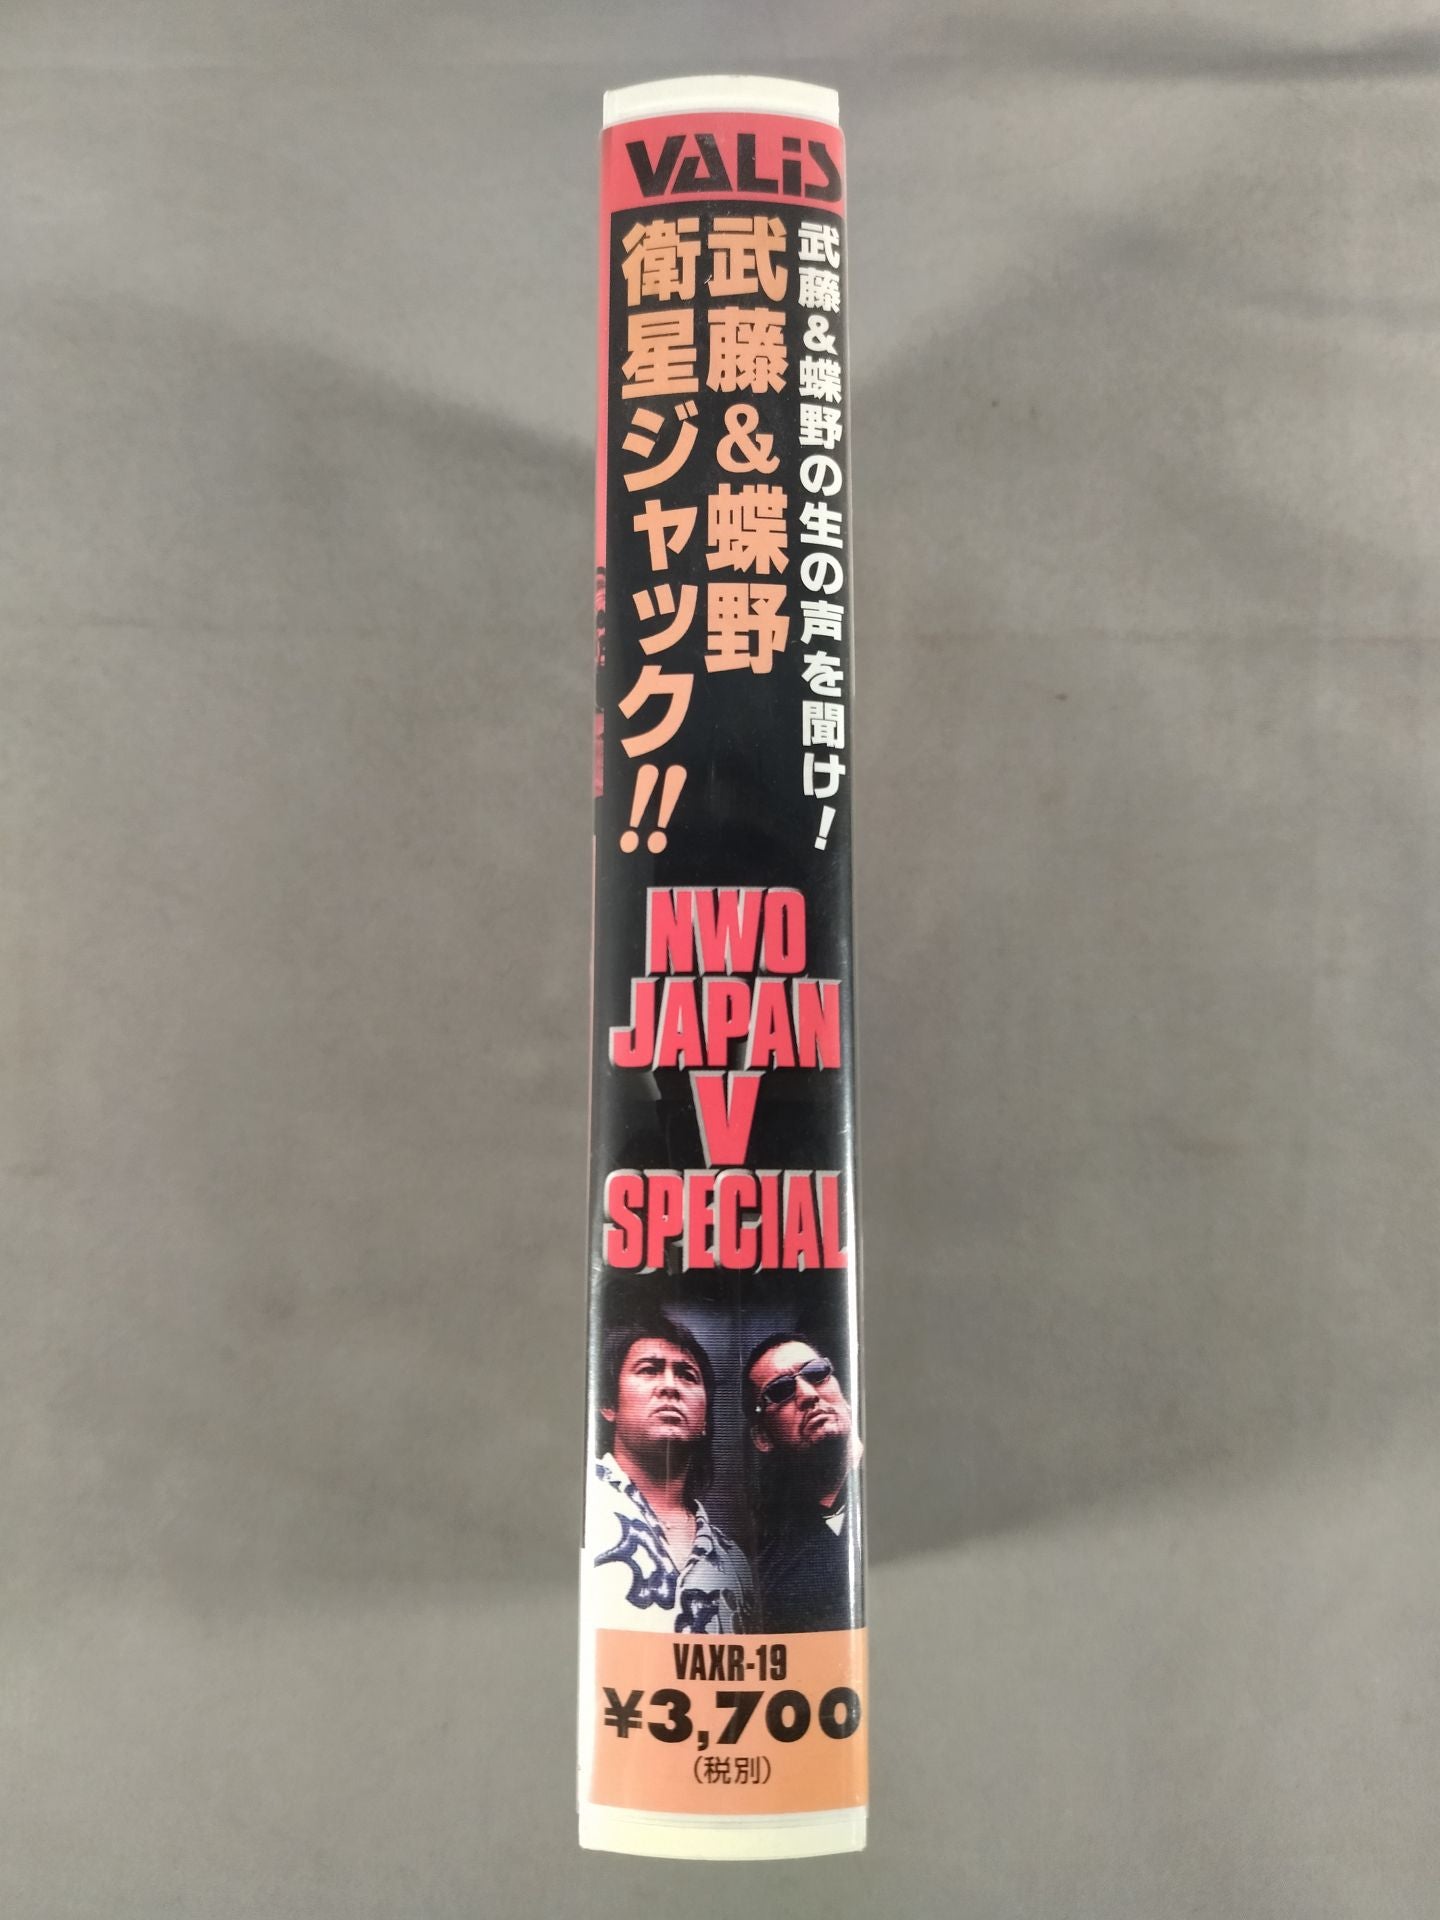 VALiS
武藤&蝶野の生の声を聞け!
武藤&蝶野
衛星ジャック!!
NWO
JAPAN
V
SPECIAL
VAXR-19
¥3,700
(税別)